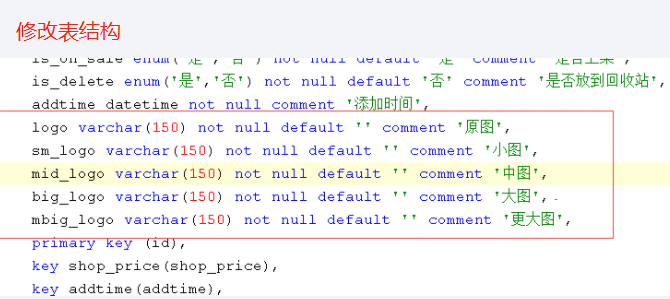 修改表结构
is_on_sale enum('是','否') not null default '是' comment '是否上架',
is_delete enum('是','否') not null default '否' comment '是否放到回收站',
addtime datetime not null comment '添加时间',
logo varchar(150) not null default '' comment '原图',
sm_logo varchar(150) not null default '' comment '小图',
mid_logo varchar(150) not null default '' comment '中图',
big_logo varchar(150) not null default '' comment '大图',
mbig_logo varchar(150) not null default '' comment '更大图',
primary key (id),
key shop_price(shop_price),
key addtime(addtime),